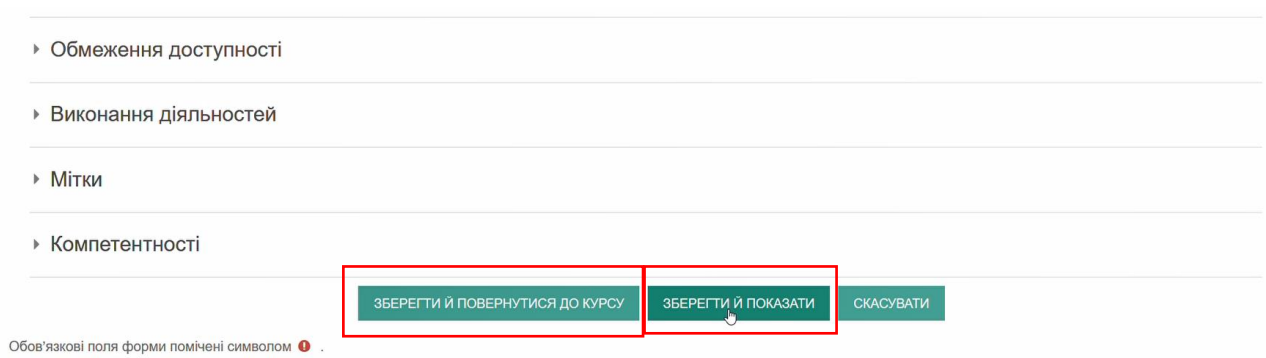 Обмеження доступності
Виконання діяльностей
Мітки
Компетентності
ЗБЕРЕГТИ Й ПОВЕРНУТИСЯ ДО КУРСУ ЗБЕРЕГТИ Й ПОКАЗАТИ СКАСУВАТИ
Обов'язкові поля форми помічені символом .